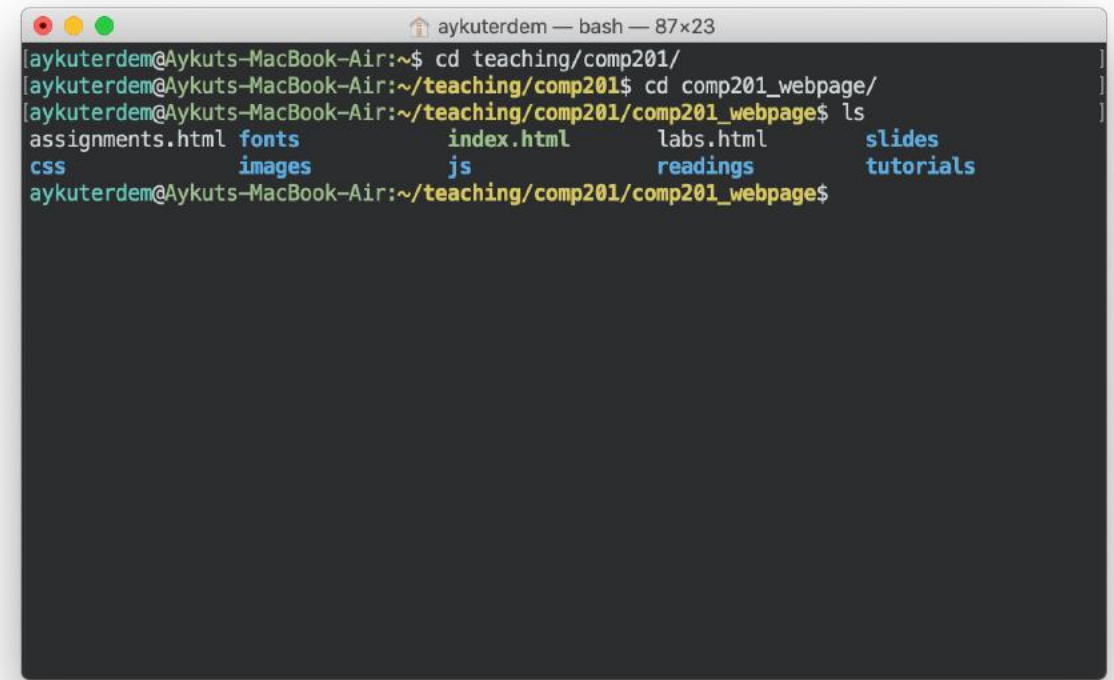 aykuterdem — bash — 87×23
[aykuterdem@Aykuts-MacBook-Air:~$ cd teaching/comp201/ ]
[aykuterdem@Aykuts-MacBook-Air:~/teaching/comp201$ cd comp201_webpage/ ]
[aykuterdem@Aykuts-MacBook-Air:~/teaching/comp201/comp201_webpage$ ls ]
assignments.html fonts index.html labs.html slides
css images js readings tutorials
aykuterdem@Aykuts-MacBook-Air:~/teaching/comp201/comp201_webpage$